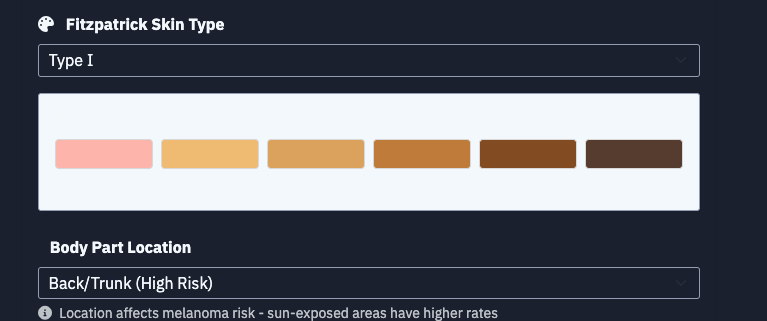 Fitzpatrick Skin Type
Type I
Body Part Location
Back/Trunk (High Risk)
Location affects melanoma risk - sun-exposed areas have higher rates